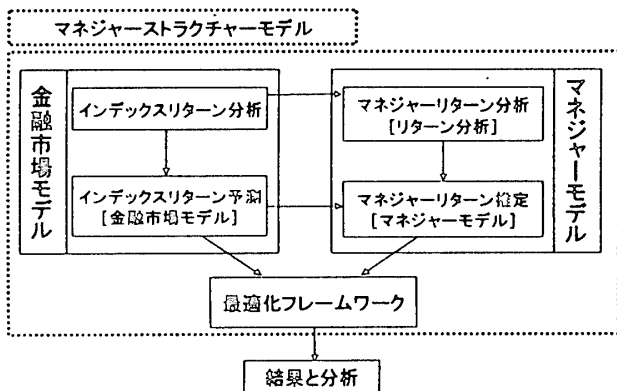 マネジャーストラクチャーモデル
金融市場モデル
インデックスリターン分析
マネジャーリターン分析
[リターン分析]
インデックスリターン予測
[金融市場モデル]
マネジャーリターン推定
[マネジャーモデル]
マネジャーモデル
最適化フレームワーク
結果と分析